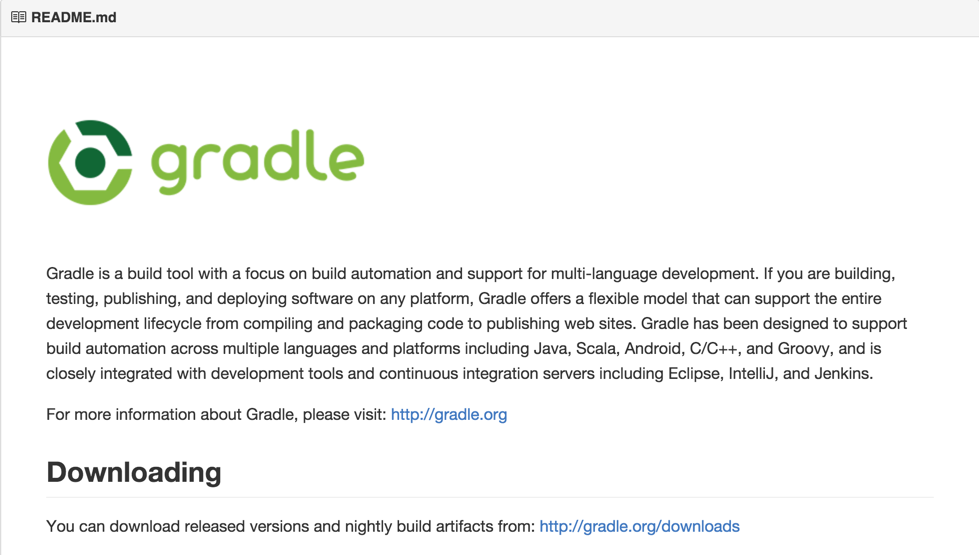 README.md
gradle
Gradle is a build tool with a focus on build automation and support for multi-language development. If you are building,
testing, publishing, and deploying software on any platform, Gradle offers a flexible model that can support the entire
development lifecycle from compiling and packaging code to publishing web sites. Gradle has been designed to support
build automation across multiple languages and platforms including Java, Scala, Android, C/C++, and Groovy, and is
closely integrated with development tools and continuous integration servers including Eclipse, IntelliJ, and Jenkins.
For more information about Gradle, please visit: http://gradle.org
Downloading
You can download released versions and nightly build artifacts from: http://gradle.org/downloads